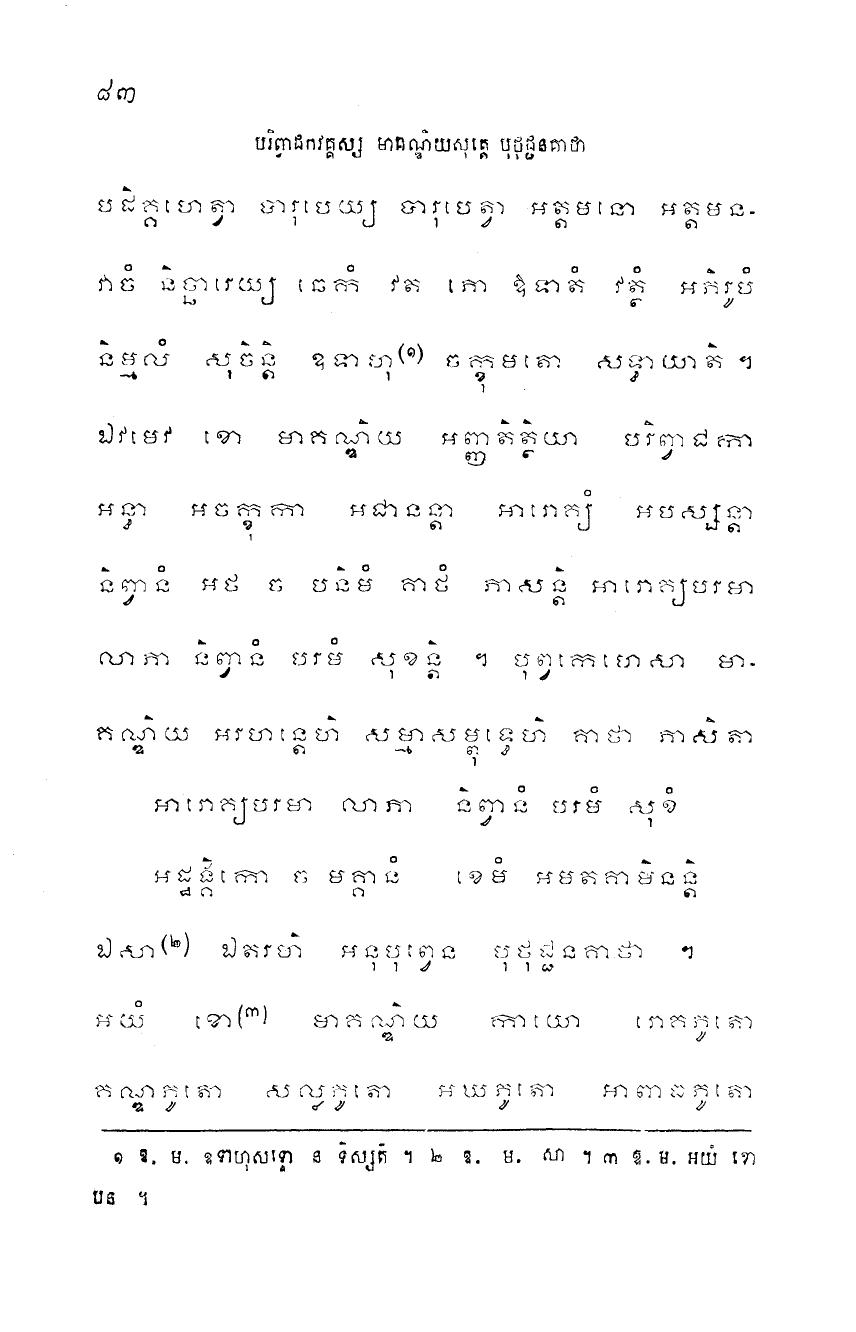 ៨៣
បរិព្វាជកវគ្គស្ស មាគណ្ឌិយសុត្តេ បុថុជ្ជនគាថា
បដិគ្គហេត្វា បារុបេយ្យ បារុបេត្វា អត្តមនោ អត្តមន-
វាចំ និច្ឆារេយ្យ ឆេកំ វត ភោ ឱទាតំ វត្ថំ អភិរូបំ
និម្មលំ សុចិន្តិ ឧទាហុ(១) ចក្ខុមតោ សទ្ធាយាតិ ។
ឯវមេវ ខោ មាគណ្ឌិយ អញ្ញតិត្ថិយា បរិព្វាជកា
អន្ធា អចក្ខុកា អជានន្តា អារោគ្យំ អបស្សន្តា
និព្វានំ អថ ច បនិមំ គាថំ ភាសន្តិ អារោគ្យបរមា
លាភា និព្វានំ បរមំ សុខន្តិ ។ បុព្វកេហេសា មា-
គណ្ឌិយ អរហន្តេហិ សម្មាសម្ពុទ្ធេហិ គាថា ភាសិតា
អារោគ្យបរមា លាភា និព្វានំ បរមំ សុខំ
អដ្ឋង្គិកោ ច មគ្គានំ ខេមំ អមតគាមិនន្តិ
ឯសា(២) ឯតរហិ អនុបុព្វេន បុថុជ្ជនគាថា ។
អយំ ខោ(៣) មាគណ្ឌិយ កាយោ រោគភូតោ
គណ្ឌភូតោ សល្លភូតោ អឃភូតោ អាពាធភូតោ
១ ឱ. ម. ឧទាហុសទ្ទោ ន ទិស្សតិ ។ ២ ឱ. ម. សា ។ ៣ ឱ. ម. អយំ ខោ
បន ។